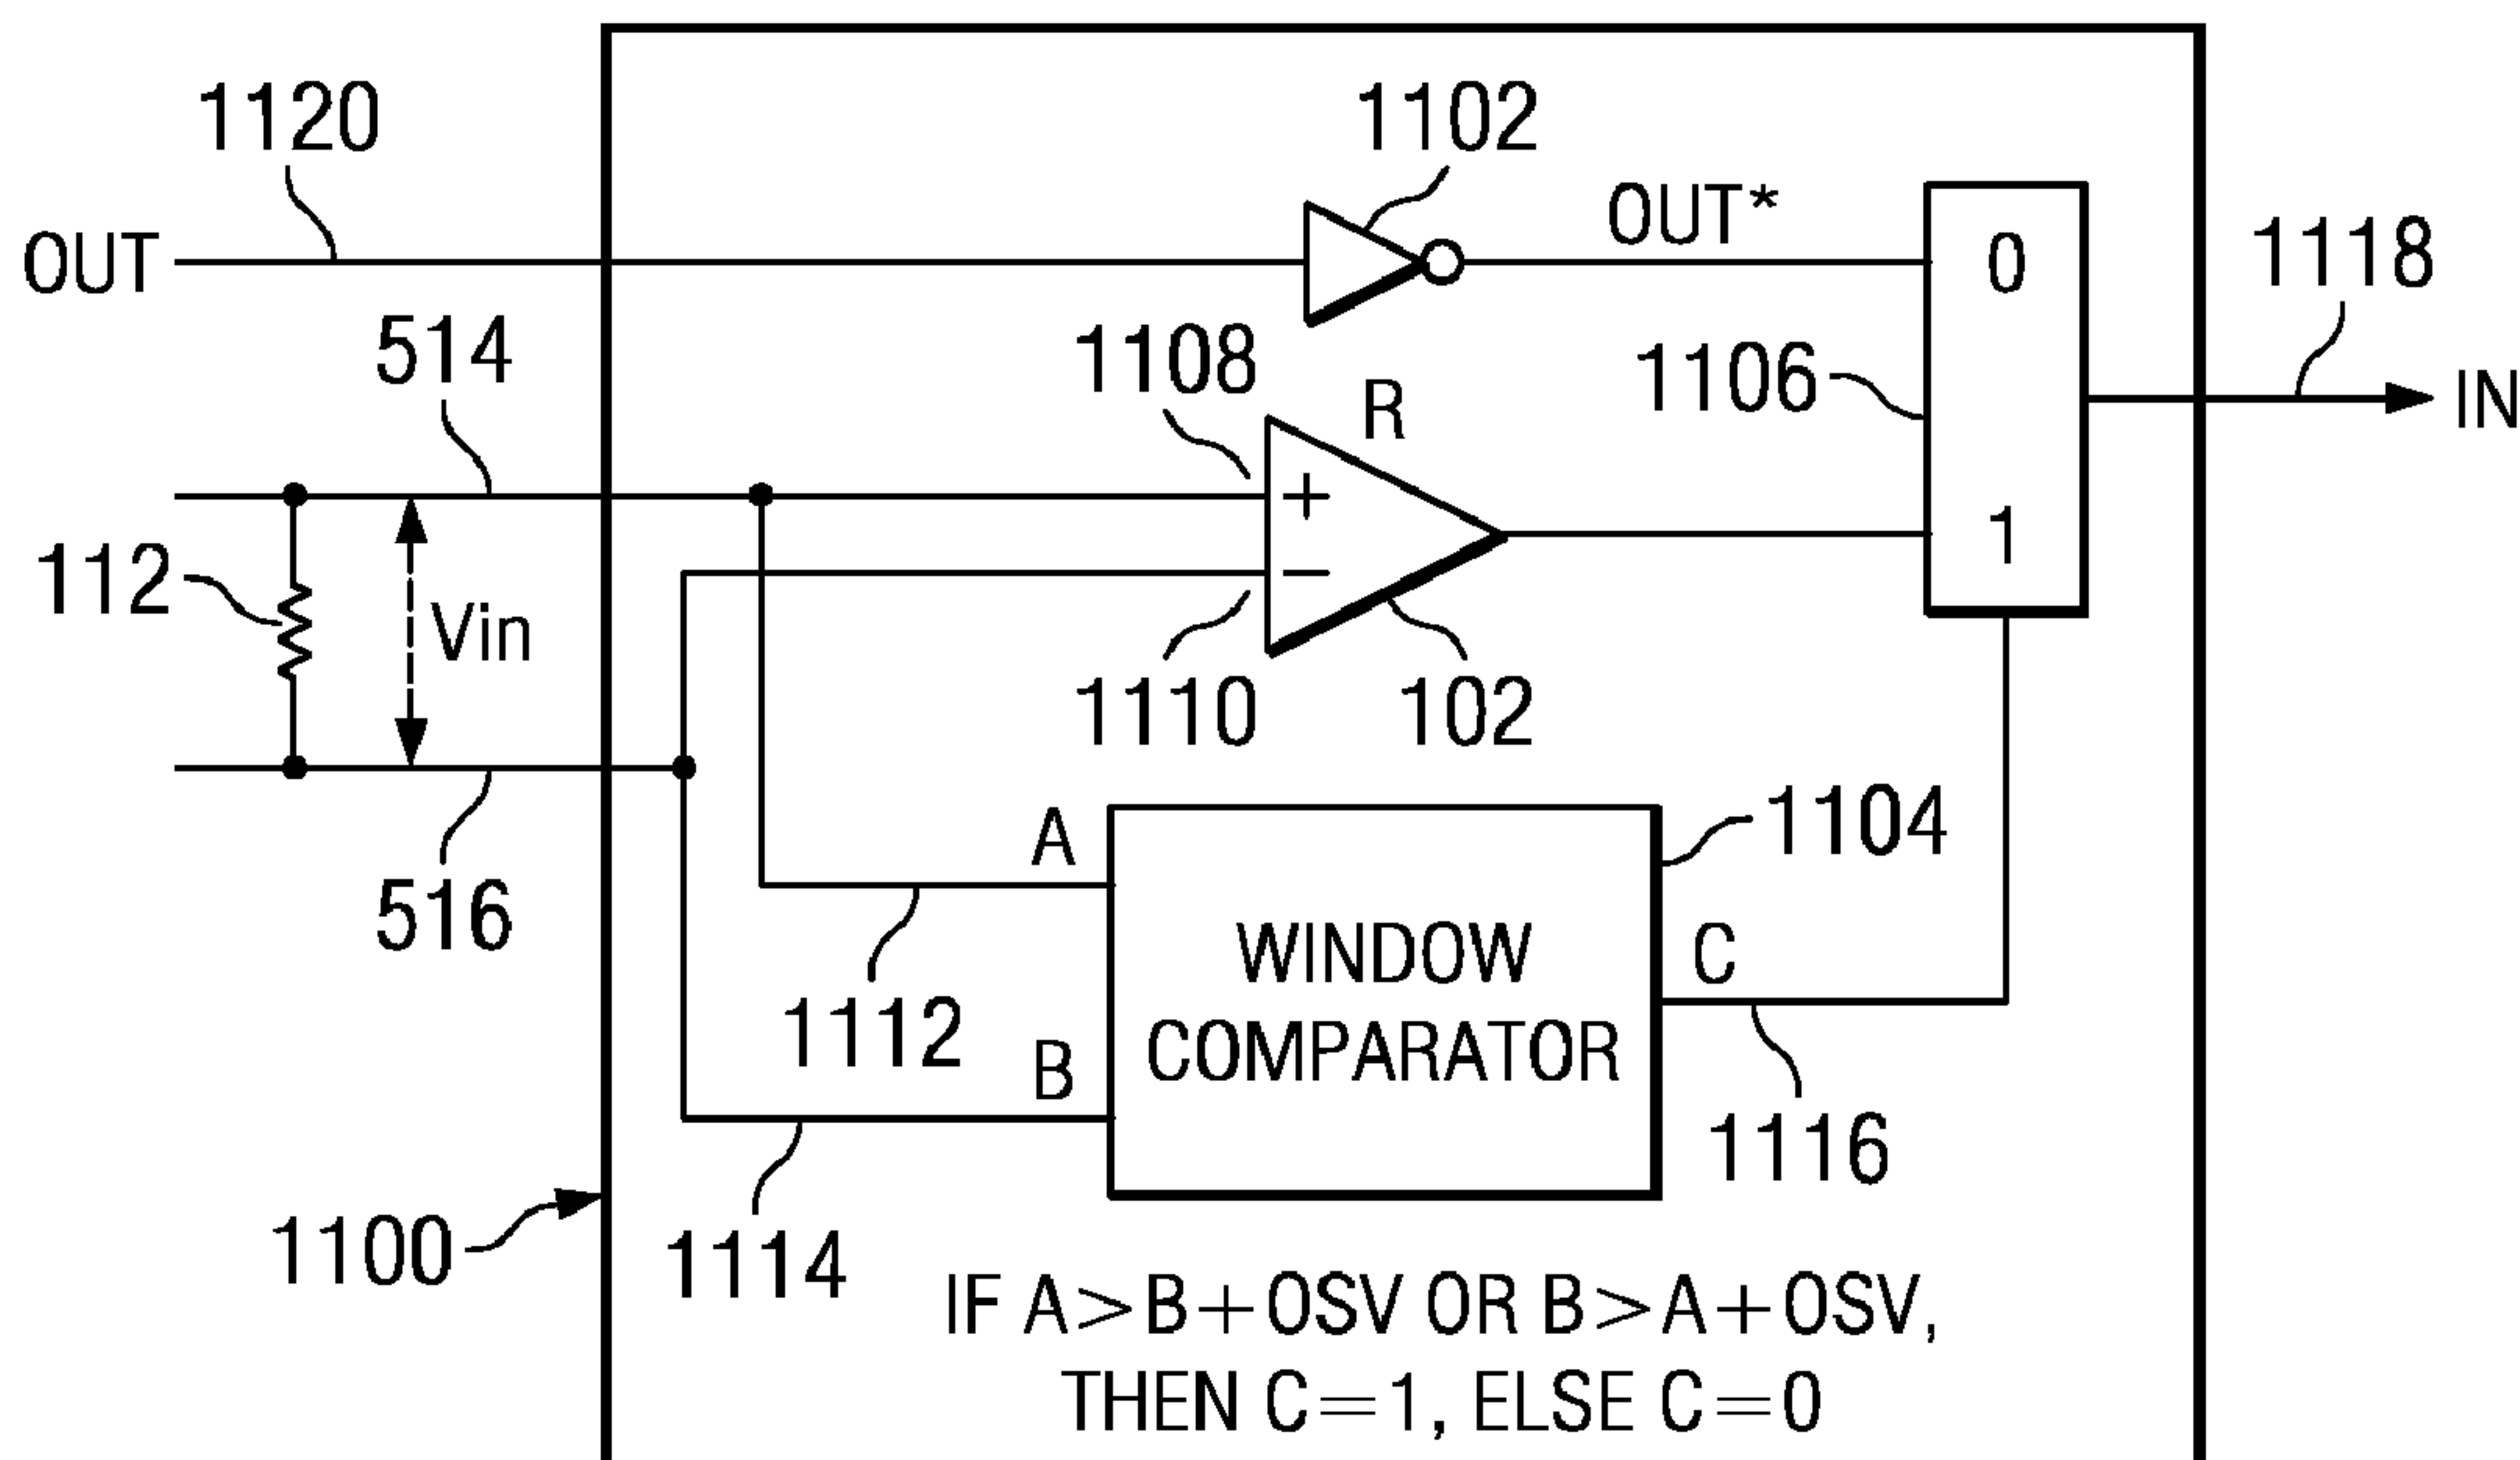 1120
1102
OUT
OUT*
0
1118
514
1108
R
1106
IN
+
1
112
Vin
−
1110
102
A
1104
516
WINDOW
COMPARATOR
C
1112
B
1116
1100
1114
IF A>B+OSV OR B>A+OSV,
THEN C=1, ELSE C=0